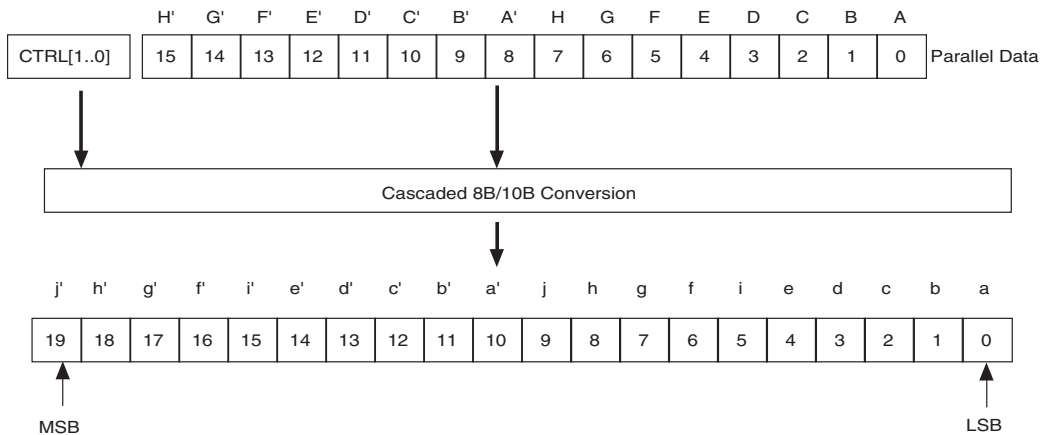 H' G' F' E' D' C' B' A' H G F E D C B A
CTRL[1..0] 15 14 13 12 11 10 9 8 7 6 5 4 3 2 1 0 Parallel Data
Cascaded 8B/10B Conversion
j' h' g' f' i' e' d' c' b' a' j h g f i e d c b a
19 18 17 16 15 14 13 12 11 10 9 8 7 6 5 4 3 2 1 0
MSB LSB